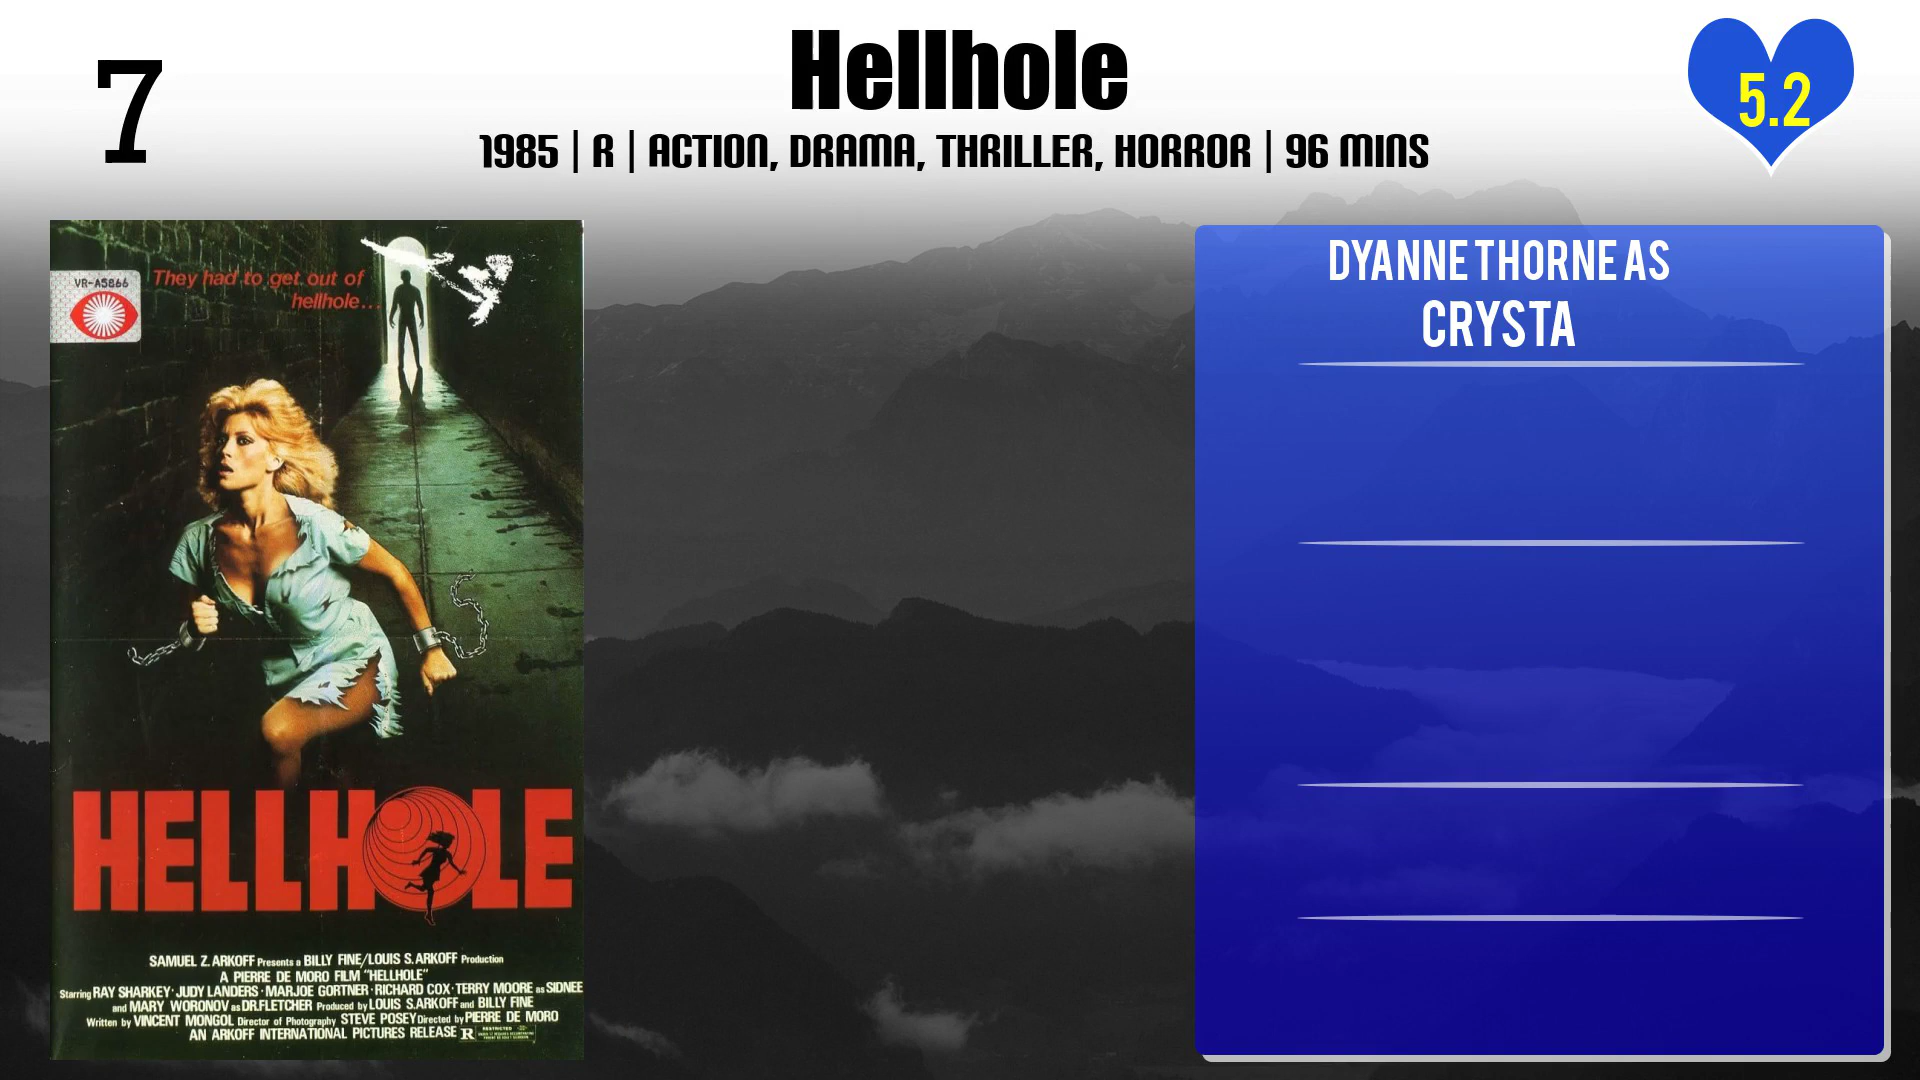 7
Hellhole
1985 | R | ACTION, DRAMA, THRILLER, HORROR | 96 MINS
5.2
VR-A5866
They had to get out of
hellhole...
HELLHOLE
SAMUEL Z. ARKOFF Presents a BILLY FINE/LOUIS S. ARKOFF Production
A PIERRE DE MORO FILM "HELLHOLE"
Starring RAY SHARKEY · JUDY LANDERS · MARJOE GORTNER · RICHARD COX · TERRY MOORE as SIDNEE
and MARY WORONOV as DR.FLETCHER Produced by LOUIS S. ARKOFF and BILLY FINE
Written by VINCENT MONGOL Director of Photography STEVE POSEY Directed by PIERRE DE MORO
AN ARKOFF INTERNATIONAL PICTURES RELEASE R RESTRICTED
DYANNE THORNE AS
CRYSTA